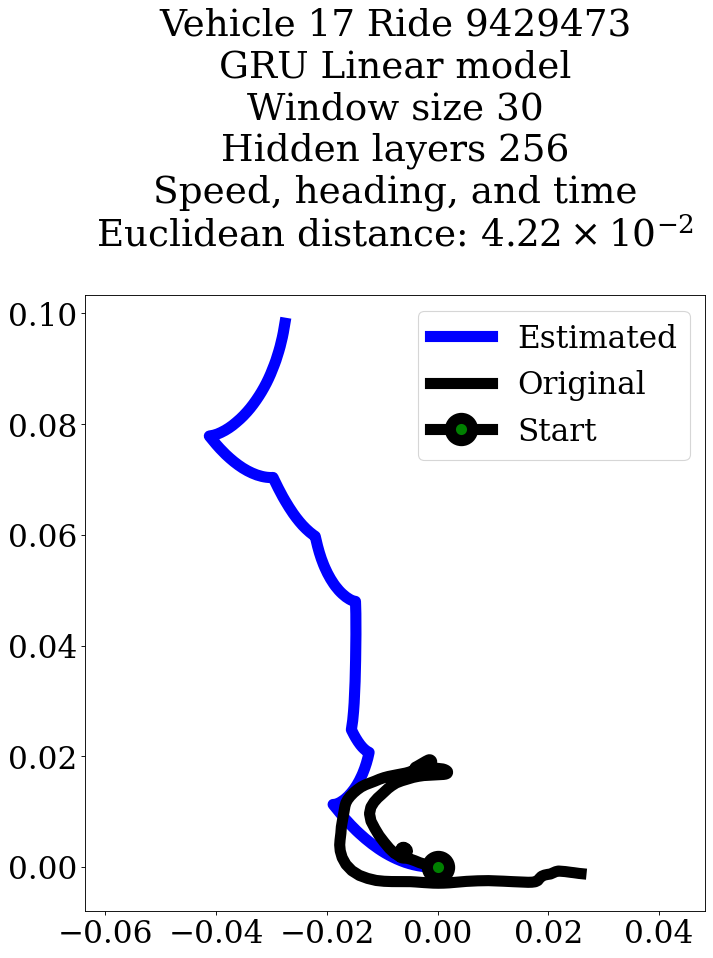 Vehicle 17 Ride 9429473
GRU Linear model
Window size 30
Hidden layers 256
Speed, heading, and time
Euclidean distance: 4.22 × 10⁻²
Estimated
Original
Start
0.10
0.08
0.06
0.04
0.02
0.00
−0.06 −0.04 −0.02 0.00 0.02 0.04